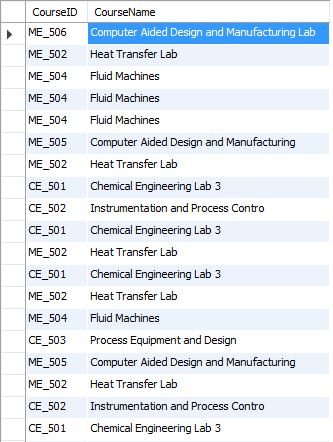 CourseID CourseName
ME_506 Computer Aided Design and Manufacturing Lab
ME_502 Heat Transfer Lab
ME_504 Fluid Machines
ME_504 Fluid Machines
ME_504 Fluid Machines
ME_505 Computer Aided Design and Manufacturing
ME_502 Heat Transfer Lab
CE_501 Chemical Engineering Lab 3
CE_502 Instrumentation and Process Contro
CE_501 Chemical Engineering Lab 3
ME_502 Heat Transfer Lab
CE_501 Chemical Engineering Lab 3
ME_502 Heat Transfer Lab
ME_504 Fluid Machines
CE_503 Process Equipment and Design
ME_505 Computer Aided Design and Manufacturing
ME_502 Heat Transfer Lab
CE_502 Instrumentation and Process Contro
CE_501 Chemical Engineering Lab 3